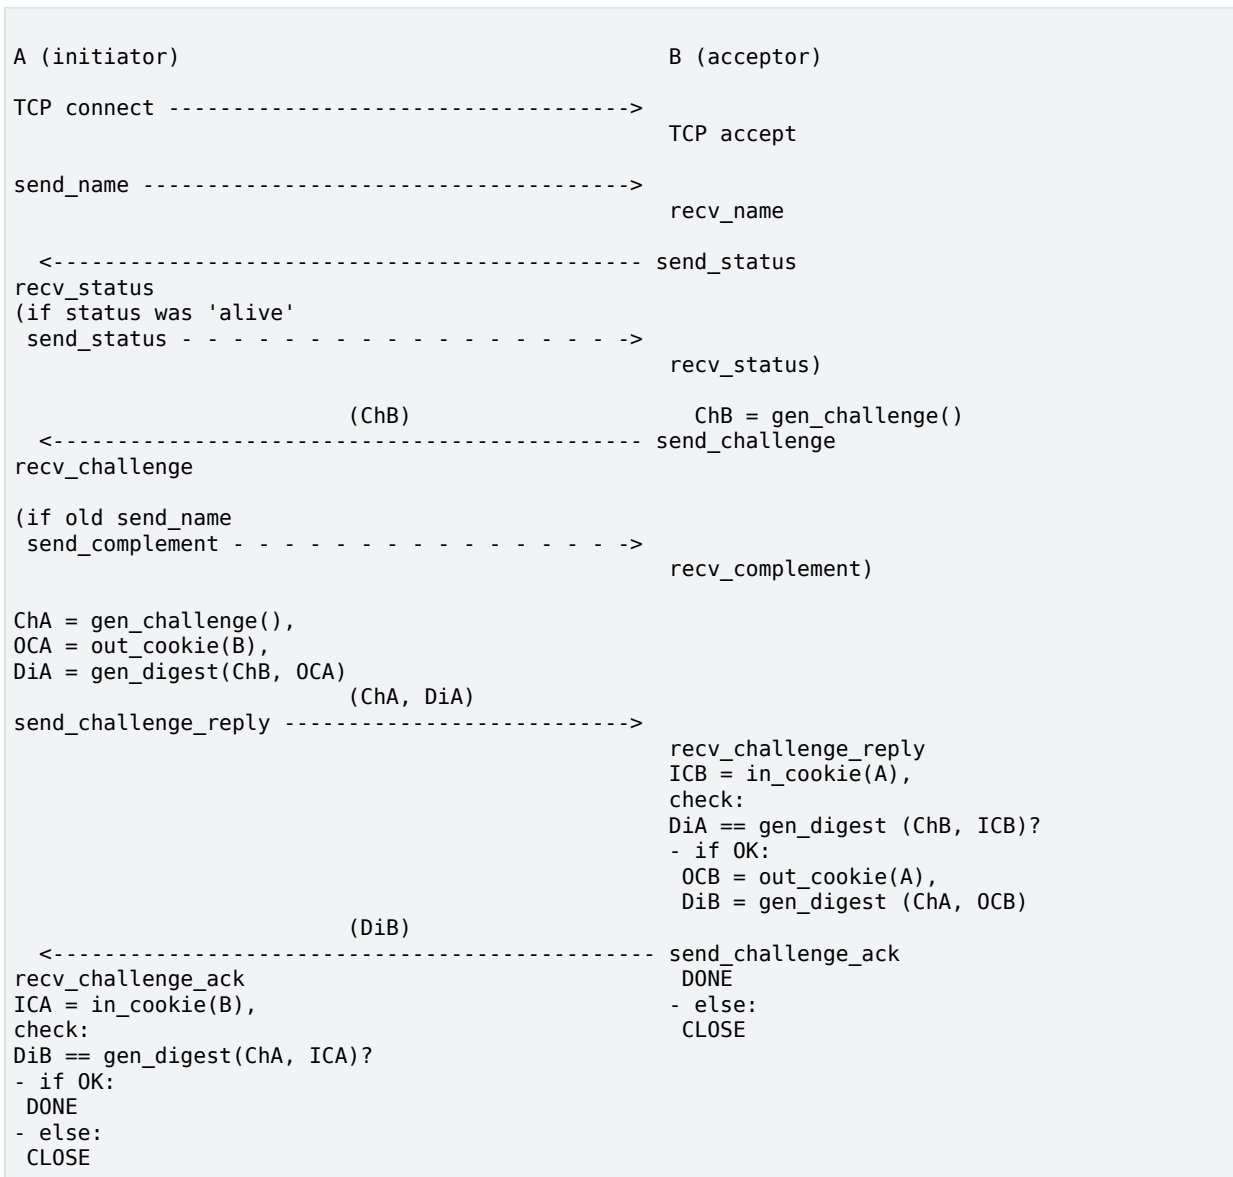 A (initiator)                                      B (acceptor)
TCP connect ------------------------------------>
                                                   TCP accept
send_name -------------------------------------->
                                                   recv_name
  <---------------------------------------------- send_status
recv_status
(if status was 'alive'
 send_status - - - - - - - - - - - - - - - - - ->
                                                   recv_status)
                          (ChB)                      ChB = gen_challenge()
  <---------------------------------------------- send_challenge
recv_challenge
(if old send_name
 send_complement - - - - - - - - - - - - - - - ->
                                                   recv_complement)
ChA = gen_challenge(),
OCA = out_cookie(B),
DiA = gen_digest(ChB, OCA)
                          (ChA, DiA)
send_challenge_reply --------------------------->
                                                   recv_challenge_reply
                                                   ICB = in_cookie(A),
                                                   check:
                                                   DiA == gen_digest (ChB, ICB)?
                                                   - if OK:
                                                    OCB = out_cookie(A),
                                                    DiB = gen_digest (ChA, OCB)
                          (DiB)
  <----------------------------------------------- send_challenge_ack
recv_challenge_ack                                  DONE
ICA = in_cookie(B),                                - else:
check:                                              CLOSE
DiB == gen_digest(ChA, ICA)?
- if OK:
 DONE
- else:
 CLOSE